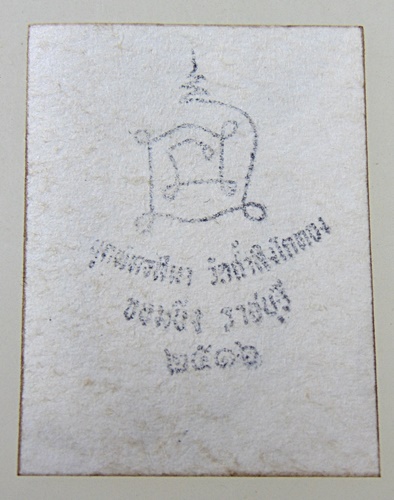 วัดถ้ำสิงโตทอง
จอมบึง ราชบุรี
๒๕๑๖